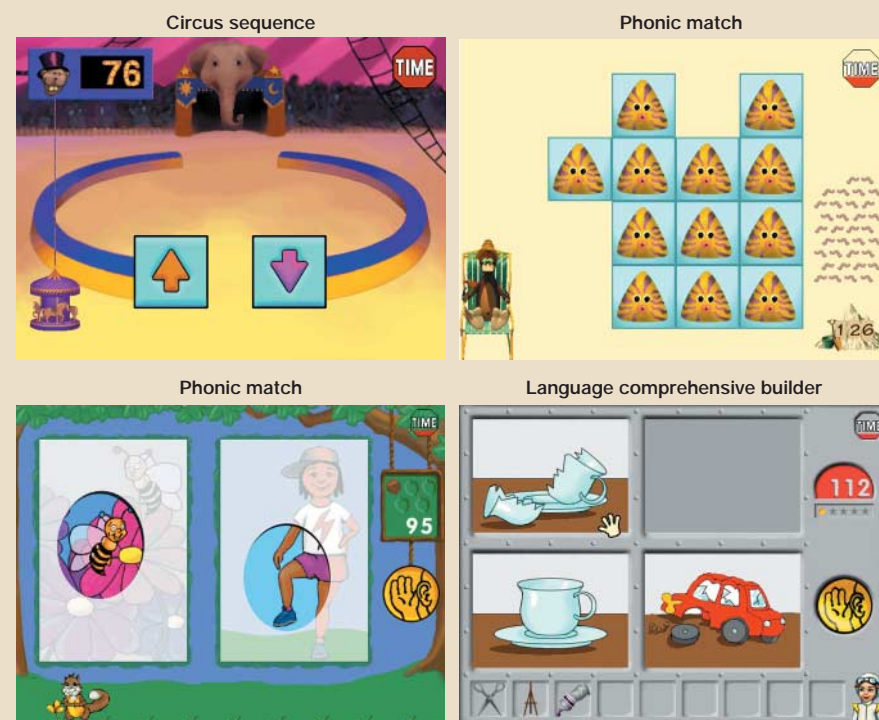 Circus sequence
76
TIME
Phonic match
TIME
126
Phonic match
TIME
95
Language comprehensive builder
TIME
112